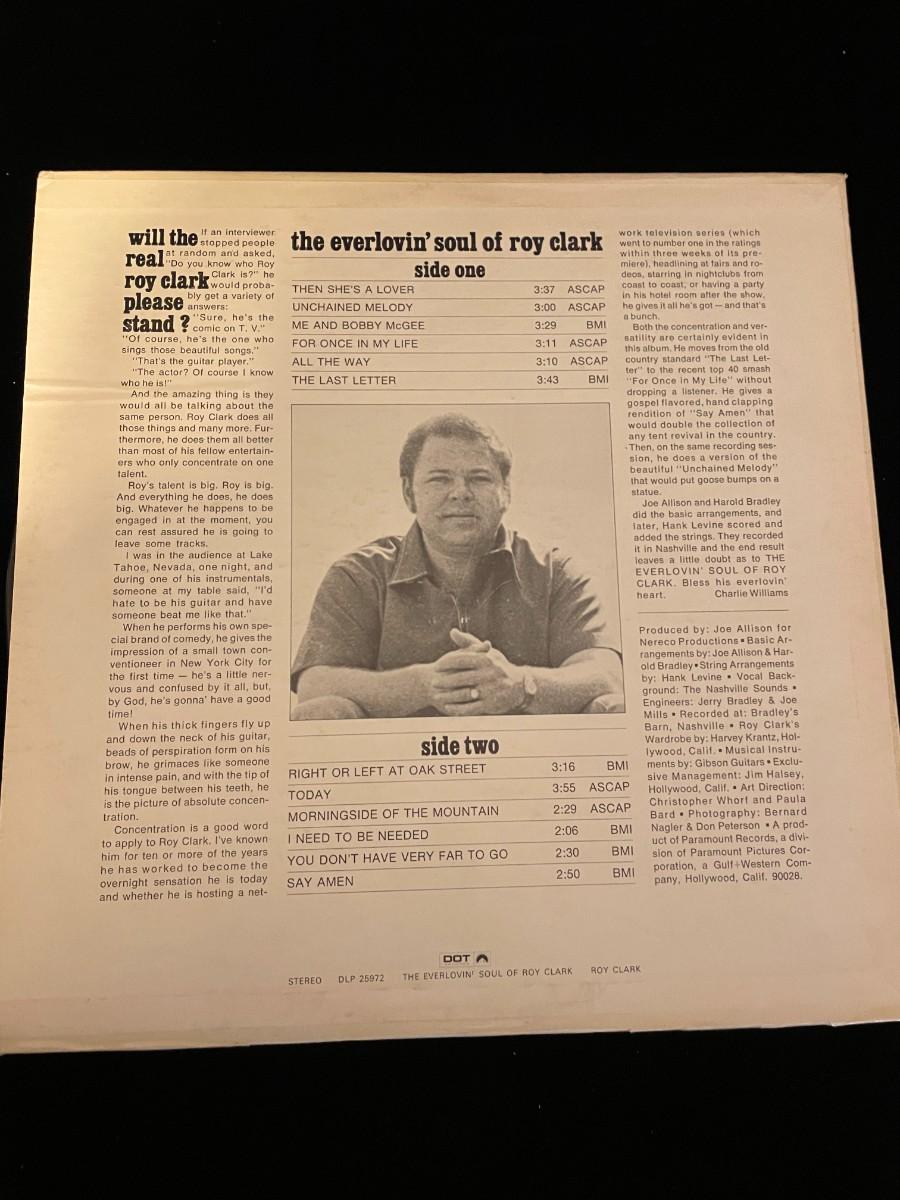 will the
real
roy clark
please
stand ?
If an interviewer
stopped people
at random and asked,
"Do you know who Roy
Clark is?" he
would proba-
bly get a variety of
answers:
"Sure, he's the
comic on T. V."
"Of course, he's the one who
sings those beautiful songs."
"That's the guitar player."
"The actor? Of course I know
who he is!"
And the amazing thing is they
would all be talking about the
same person. Roy Clark does all
those things and many more. Fur-
thermore, he does them all better
than most of his fellow entertain-
ers who only concentrate on one
talent.
Roy's talent is big. Roy is big.
And everything he does, he does
big. Whatever he happens to be
engaged in at the moment, you
can rest assured he is going to
leave some tracks.
I was in the audience at Lake
Tahoe, Nevada, one night, and
during one of his instrumentals,
someone at my table said, "I'd
hate to be his guitar and have
someone beat me like that."
When he performs his own spe-
cial brand of comedy, he gives the
impression of a small town con-
ventioneer in New York City for
the first time — he's a little ner-
vous and confused by it all, but,
by God, he's gonna' have a good
time!
When his thick fingers fly up
and down the neck of his guitar,
beads of perspiration form on his
brow, he grimaces like someone
in intense pain, and with the tip of
his tongue between his teeth, he
is the picture of absolute concen-
tration.
Concentration is a good word
to apply to Roy Clark. I've known
him for ten or more of the years
he has worked to become the
overnight sensation he is today
and whether he is hosting a net-
the everlovin' soul of roy clark
side one
THEN SHE'S A LOVER 3:37 ASCAP
UNCHAINED MELODY 3:00 ASCAP
ME AND BOBBY McGEE 3:29 BMI
FOR ONCE IN MY LIFE 3:11 ASCAP
ALL THE WAY 3:10 ASCAP
THE LAST LETTER 3:43 BMI
side two
RIGHT OR LEFT AT OAK STREET 3:16 BMI
TODAY 3:55 ASCAP
MORNINGSIDE OF THE MOUNTAIN 2:29 ASCAP
I NEED TO BE NEEDED 2:06 BMI
YOU DON'T HAVE VERY FAR TO GO 2:30 BMI
SAY AMEN 2:50 BMI
work television series (which
went to number one in the ratings
within three weeks of its pre-
miere), headlining at fairs and ro-
deos, starring in nightclubs from
coast to coast, or having a party
in his hotel room after the show,
he gives it all he's got — and that's
a bunch.
Both the concentration and ver-
satility are certainly evident in
this album. He moves from the old
country standard "The Last Let-
ter" to the recent top 40 smash
"For Once in My Life" without
dropping a listener. He gives a
gospel flavored, hand clapping
rendition of "Say Amen" that
would double the collection of
any tent revival in the country.
Then, on the same recording ses-
sion, he does a version of the
beautiful "Unchained Melody"
that would put goose bumps on a
statue.
Joe Allison and Harold Bradley
did the basic arrangements, and
later, Hank Levine scored and
added the strings. They recorded
it in Nashville and the end result
leaves a little doubt as to THE
EVERLOVIN' SOUL OF ROY
CLARK. Bless his everlovin'
heart. Charlie Williams
Produced by: Joe Allison for
Nereco Productions • Basic Ar-
rangements by: Joe Allison & Har-
old Bradley • String Arrangements
by: Hank Levine • Vocal Back-
ground: The Nashville Sounds •
Engineers: Jerry Bradley & Joe
Mills • Recorded at: Bradley's
Barn, Nashville • Roy Clark's
Wardrobe by: Harvey Krantz, Hol-
lywood, Calif. • Musical Instru-
ments by: Gibson Guitars • Exclu-
sive Management: Jim Halsey,
Hollywood, Calif. • Art Direction:
Christopher Whorf and Paula
Bard • Photography: Bernard
Nagler & Don Peterson • A prod-
uct of Paramount Records, a divi-
sion of Paramount Pictures Cor-
poration, a Gulf+Western Com-
pany, Hollywood, Calif. 90028.
DOT
STEREO DLP 25972 THE EVERLOVIN' SOUL OF ROY CLARK ROY CLARK